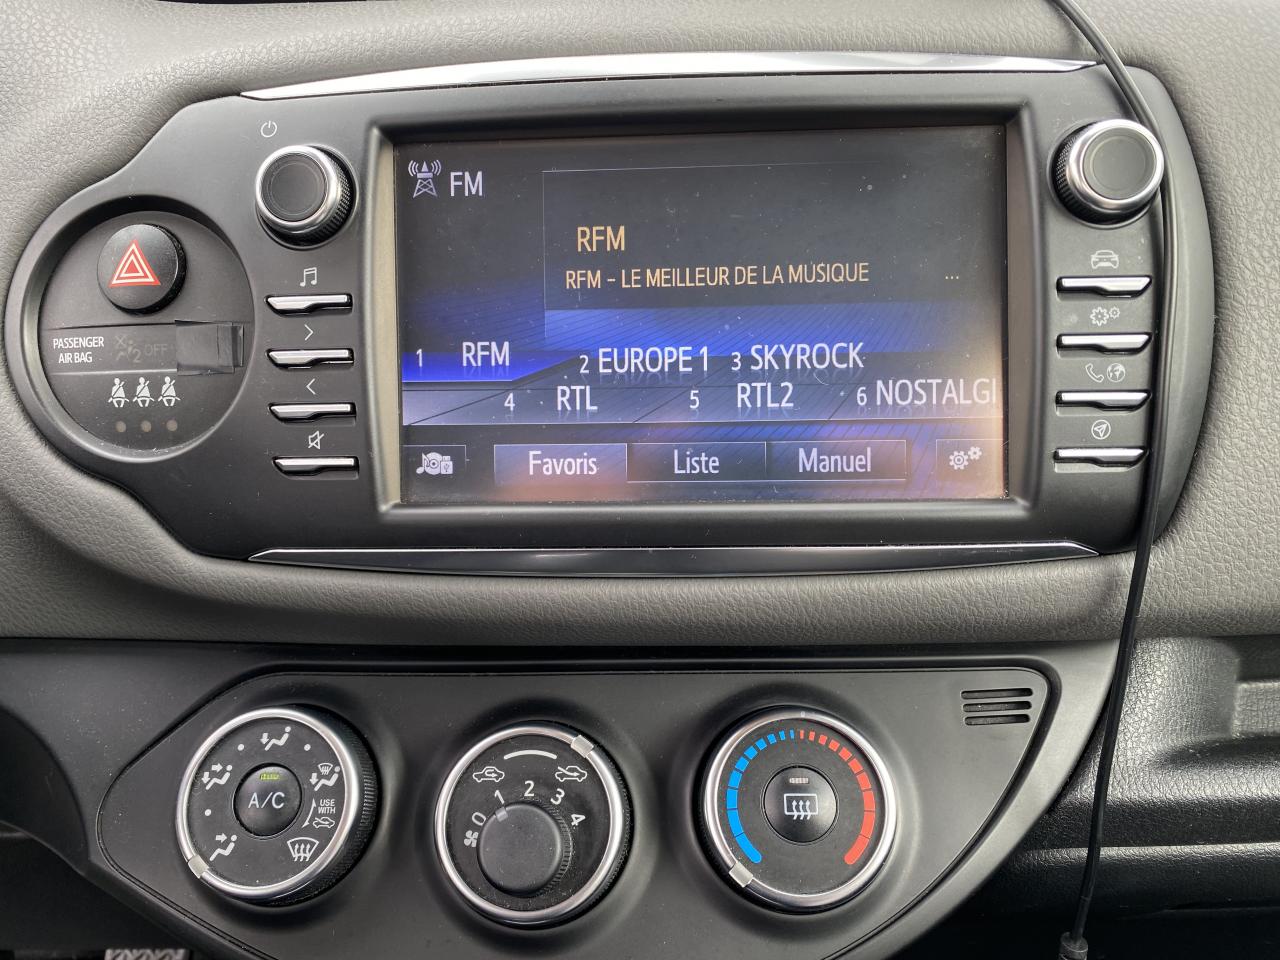 FM
RFM
RFM - LE MEILLEUR DE LA MUSIQUE ...
1 RFM 2 EUROPE 1 3 SKYROCK
4 RTL 5 RTL2 6 NOSTALGI
Favoris Liste Manuel
PASSENGER
AIR BAG
2 OFF
A/C
USE
WITH
0 1 2 3 4